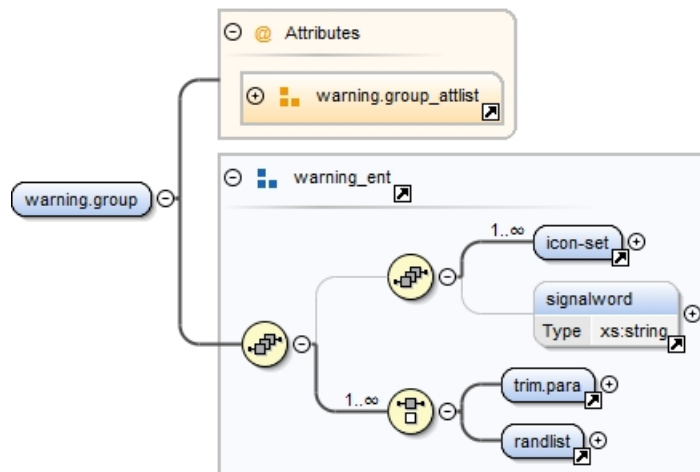 @ Attributes
warning.group_attlist
warning.group
warning_ent
1..∞
icon-set
signalword
Type xs:string
1..∞
trim.para
randlist